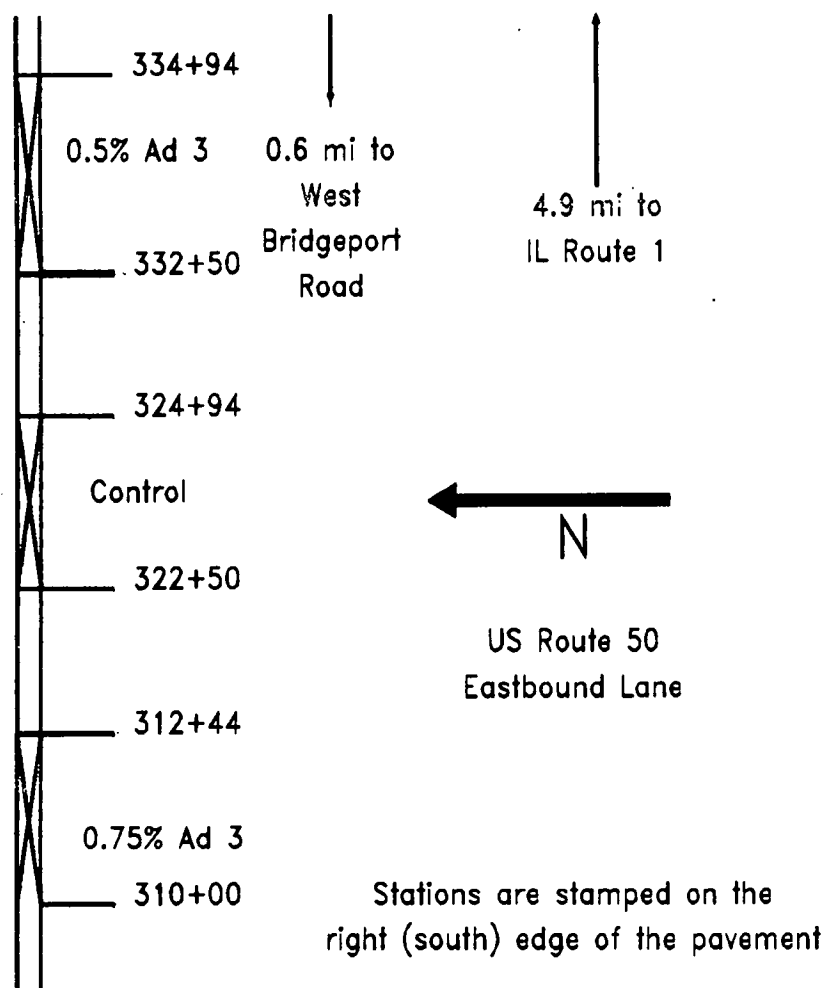 334+94
0.5% Ad 3
0.6 mi to
West
Bridgeport
Road
4.9 mi to
IL Route 1
332+50
324+94
Control
N
322+50
US Route 50
Eastbound Lane
312+44
0.75% Ad 3
310+00
Stations are stamped on the
right (south) edge of the pavement